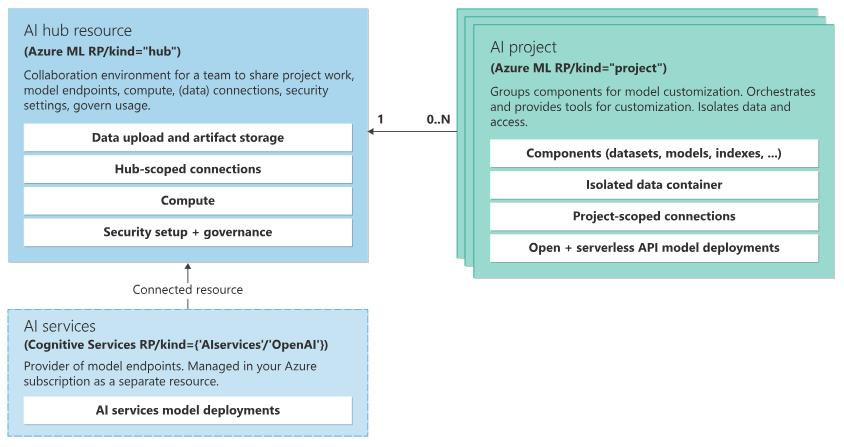 AI hub resource
(Azure ML RP/kind="hub")
Collaboration environment for a team to share project work,
model endpoints, compute, (data) connections, security
settings, govern usage.
Data upload and artifact storage
Hub-scoped connections
Compute
Security setup + governance
1
0..N
AI project
(Azure ML RP/kind="project")
Groups components for model customization. Orchestrates
and provides tools for customization. Isolates data and
access.
Components (datasets, models, indexes, ...)
Isolated data container
Project-scoped connections
Open + serverless API model deployments
Connected resource
AI services
(Cognitive Services RP/kind={'AIservices'/'OpenAI'})
Provider of model endpoints. Managed in your Azure
subscription as a separate resource.
AI services model deployments